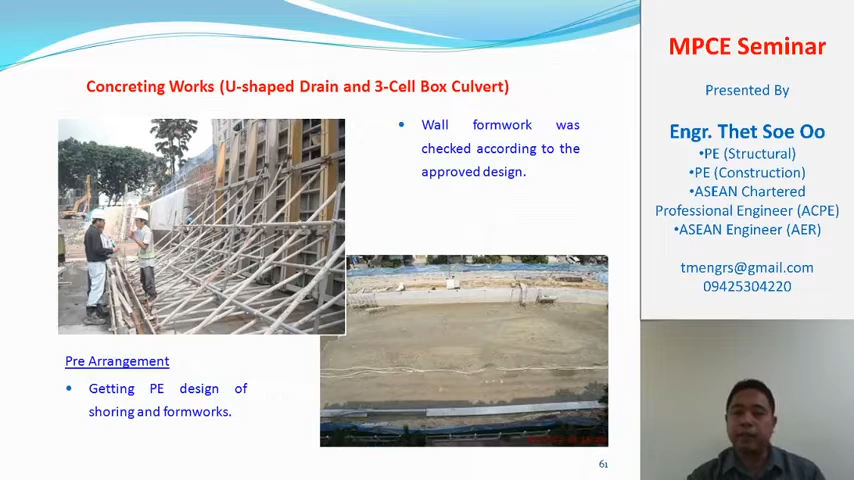 Concreting Works (U-shaped Drain and 3-Cell Box Culvert)
• Wall formwork was
checked according to the
approved design.
Pre Arrangement
• Getting PE design of
shoring and formworks.
61
MPCE Seminar
Presented By
Engr. Thet Soe Oo
•PE (Structural)
•PE (Construction)
•ASEAN Chartered
Professional Engineer (ACPE)
•ASEAN Engineer (AER)
tmengrs@gmail.com
09425304220